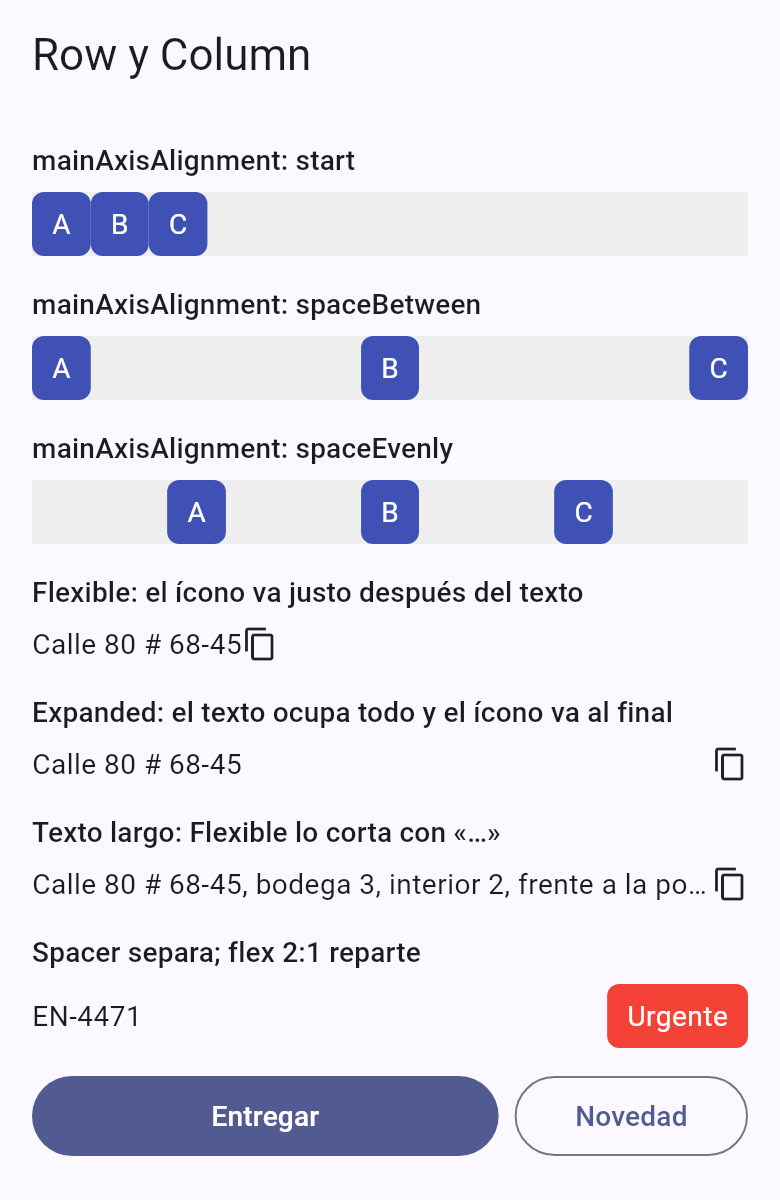 Row y Column
mainAxisAlignment: start
A B C
mainAxisAlignment: spaceBetween
A B C
mainAxisAlignment: spaceEvenly
A B C
Flexible: el ícono va justo después del texto
Calle 80 # 68-45
Expanded: el texto ocupa todo y el ícono va al final
Calle 80 # 68-45
Texto largo: Flexible lo corta con «…»
Calle 80 # 68-45, bodega 3, interior 2, frente a la po…
Spacer separa; flex 2:1 reparte
EN-4471 Urgente
Entregar Novedad